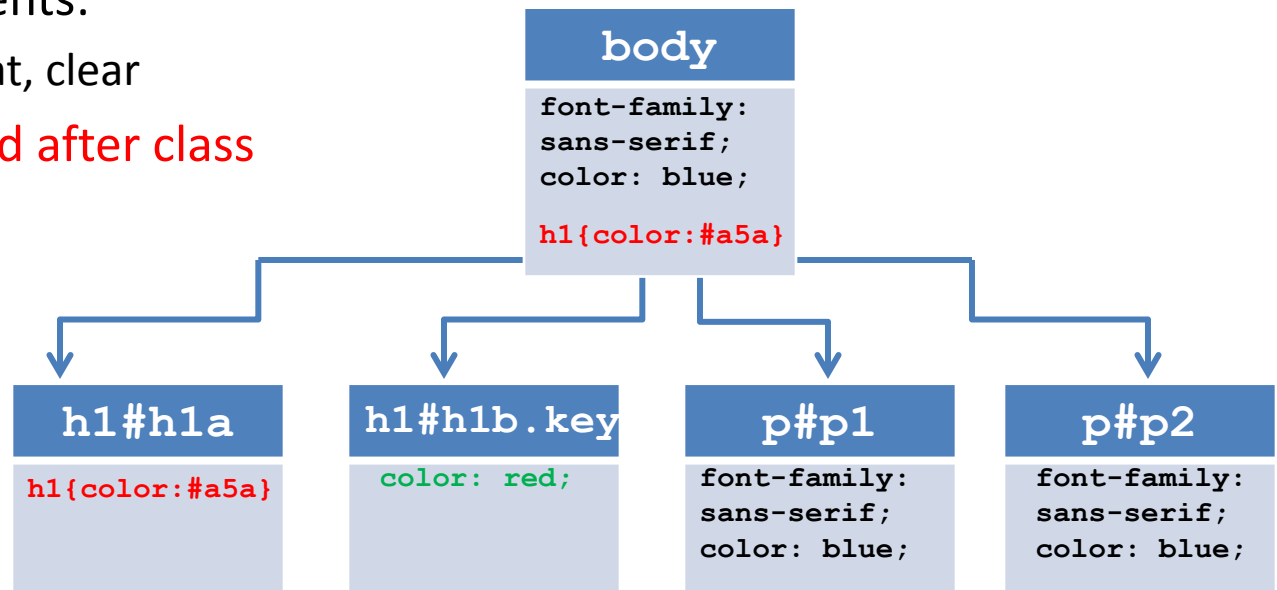 ents:
nt, clear
d after class
body
font-family:
sans-serif;
color: blue;
h1{color:#a5a}
h1#h1a
h1{color:#a5a}
h1#h1b.key
color: red;
p#p1
font-family:
sans-serif;
color: blue;
p#p2
font-family:
sans-serif;
color: blue;